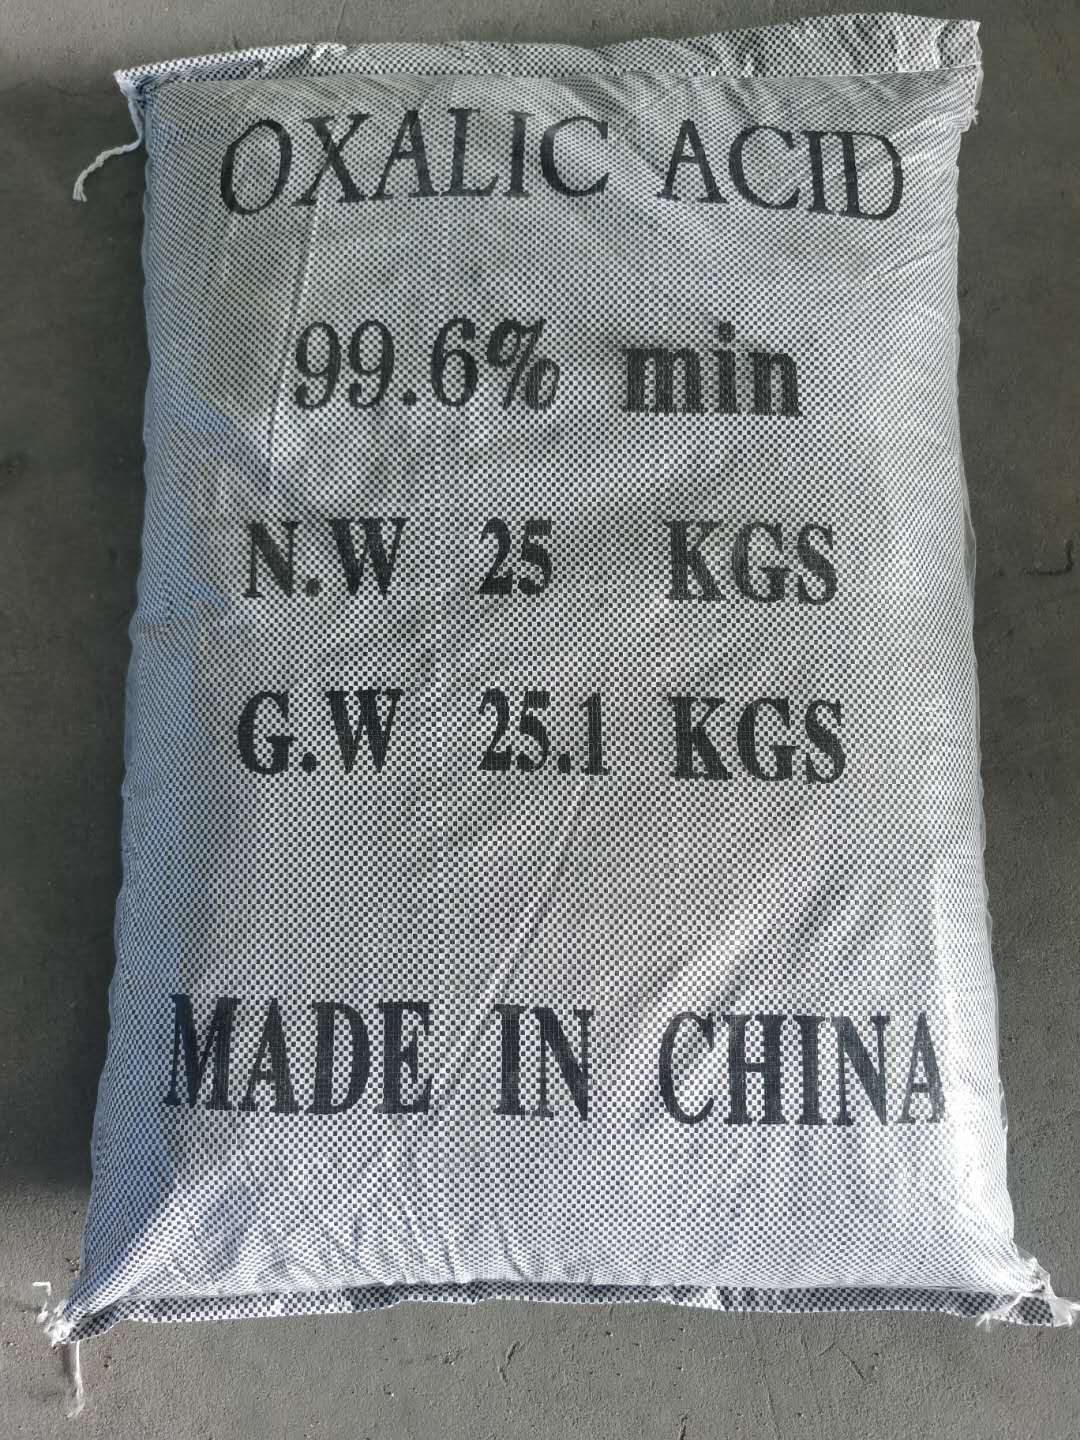 OXALIC ACID
99.6% min
N.W 25 KGS
G.W 25.1 KGS
MADE IN CHINA